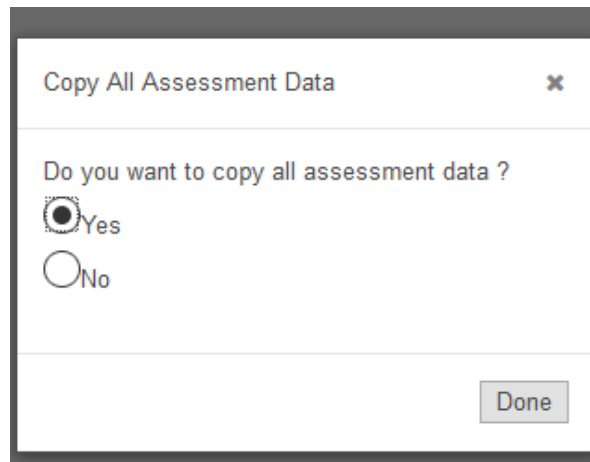 Copy All Assessment Data
Do you want to copy all assessment data ?
Yes
No
Done